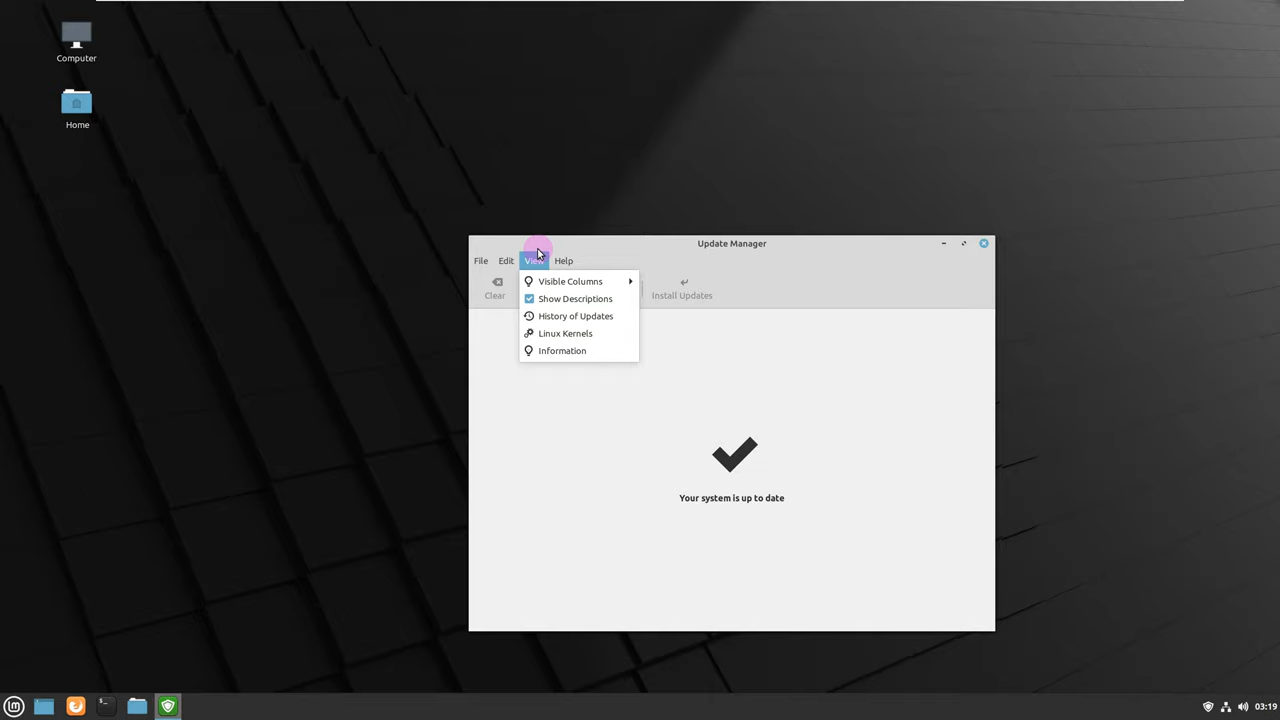 Computer
Home
Update Manager
File Edit View Help
Clear
Install Updates
Visible Columns
Show Descriptions
History of Updates
Linux Kernels
Information
Your system is up to date
03:19